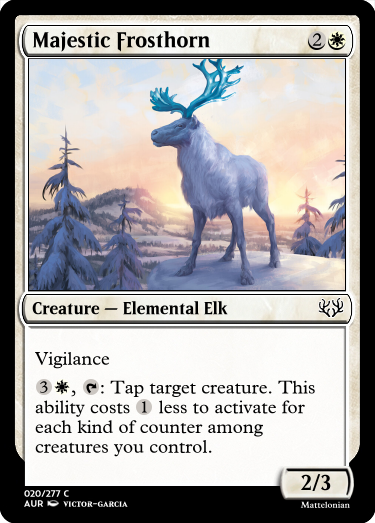 Majestic Frosthorn 2
Creature — Elemental Elk
Vigilance
3, : Tap target creature. This
ability costs 1 less to activate for
each kind of counter among
creatures you control.
2/3
020/277 C
AUR VICTOR-GARCIA
Mattelonian